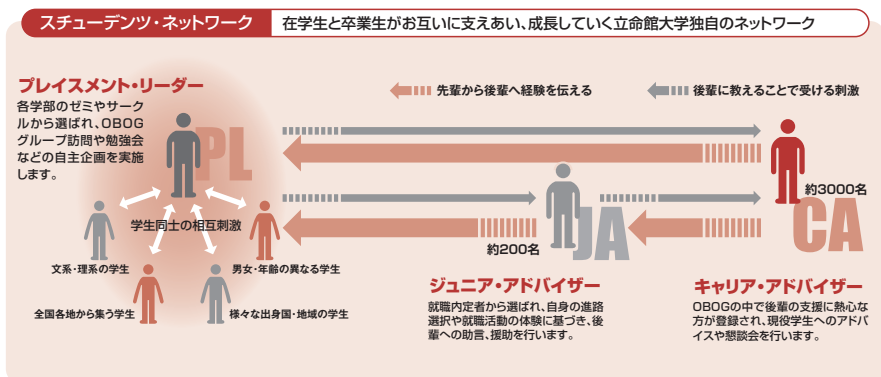 スチューデンツ・ネットワーク
在学生と卒業生がお互いに支えあい、成長していく立命館大学独自のネットワーク
プレイスメント・リーダー
各学部のゼミやサーク
ルから選ばれ、OBOG
グループ訪問や勉強会
などの自主企画を実施
します。
PL
先輩から後輩へ経験を伝える
後輩に教えることで受ける刺激
学生同士の相互刺激
文系・理系の学生
男女・年齢の異なる学生
全国各地から集う学生
様々な出身国・地域の学生
約200名
JA
ジュニア・アドバイザー
就職内定者から選ばれ、自身の進路
選択や就職活動の体験に基づき、後
輩への助言、援助を行います。
約3000名
CA
キャリア・アドバイザー
OBOGの中で後輩の支援に熱心な
方が登録され、現役学生へのアドバ
イスや懇談会を行います。